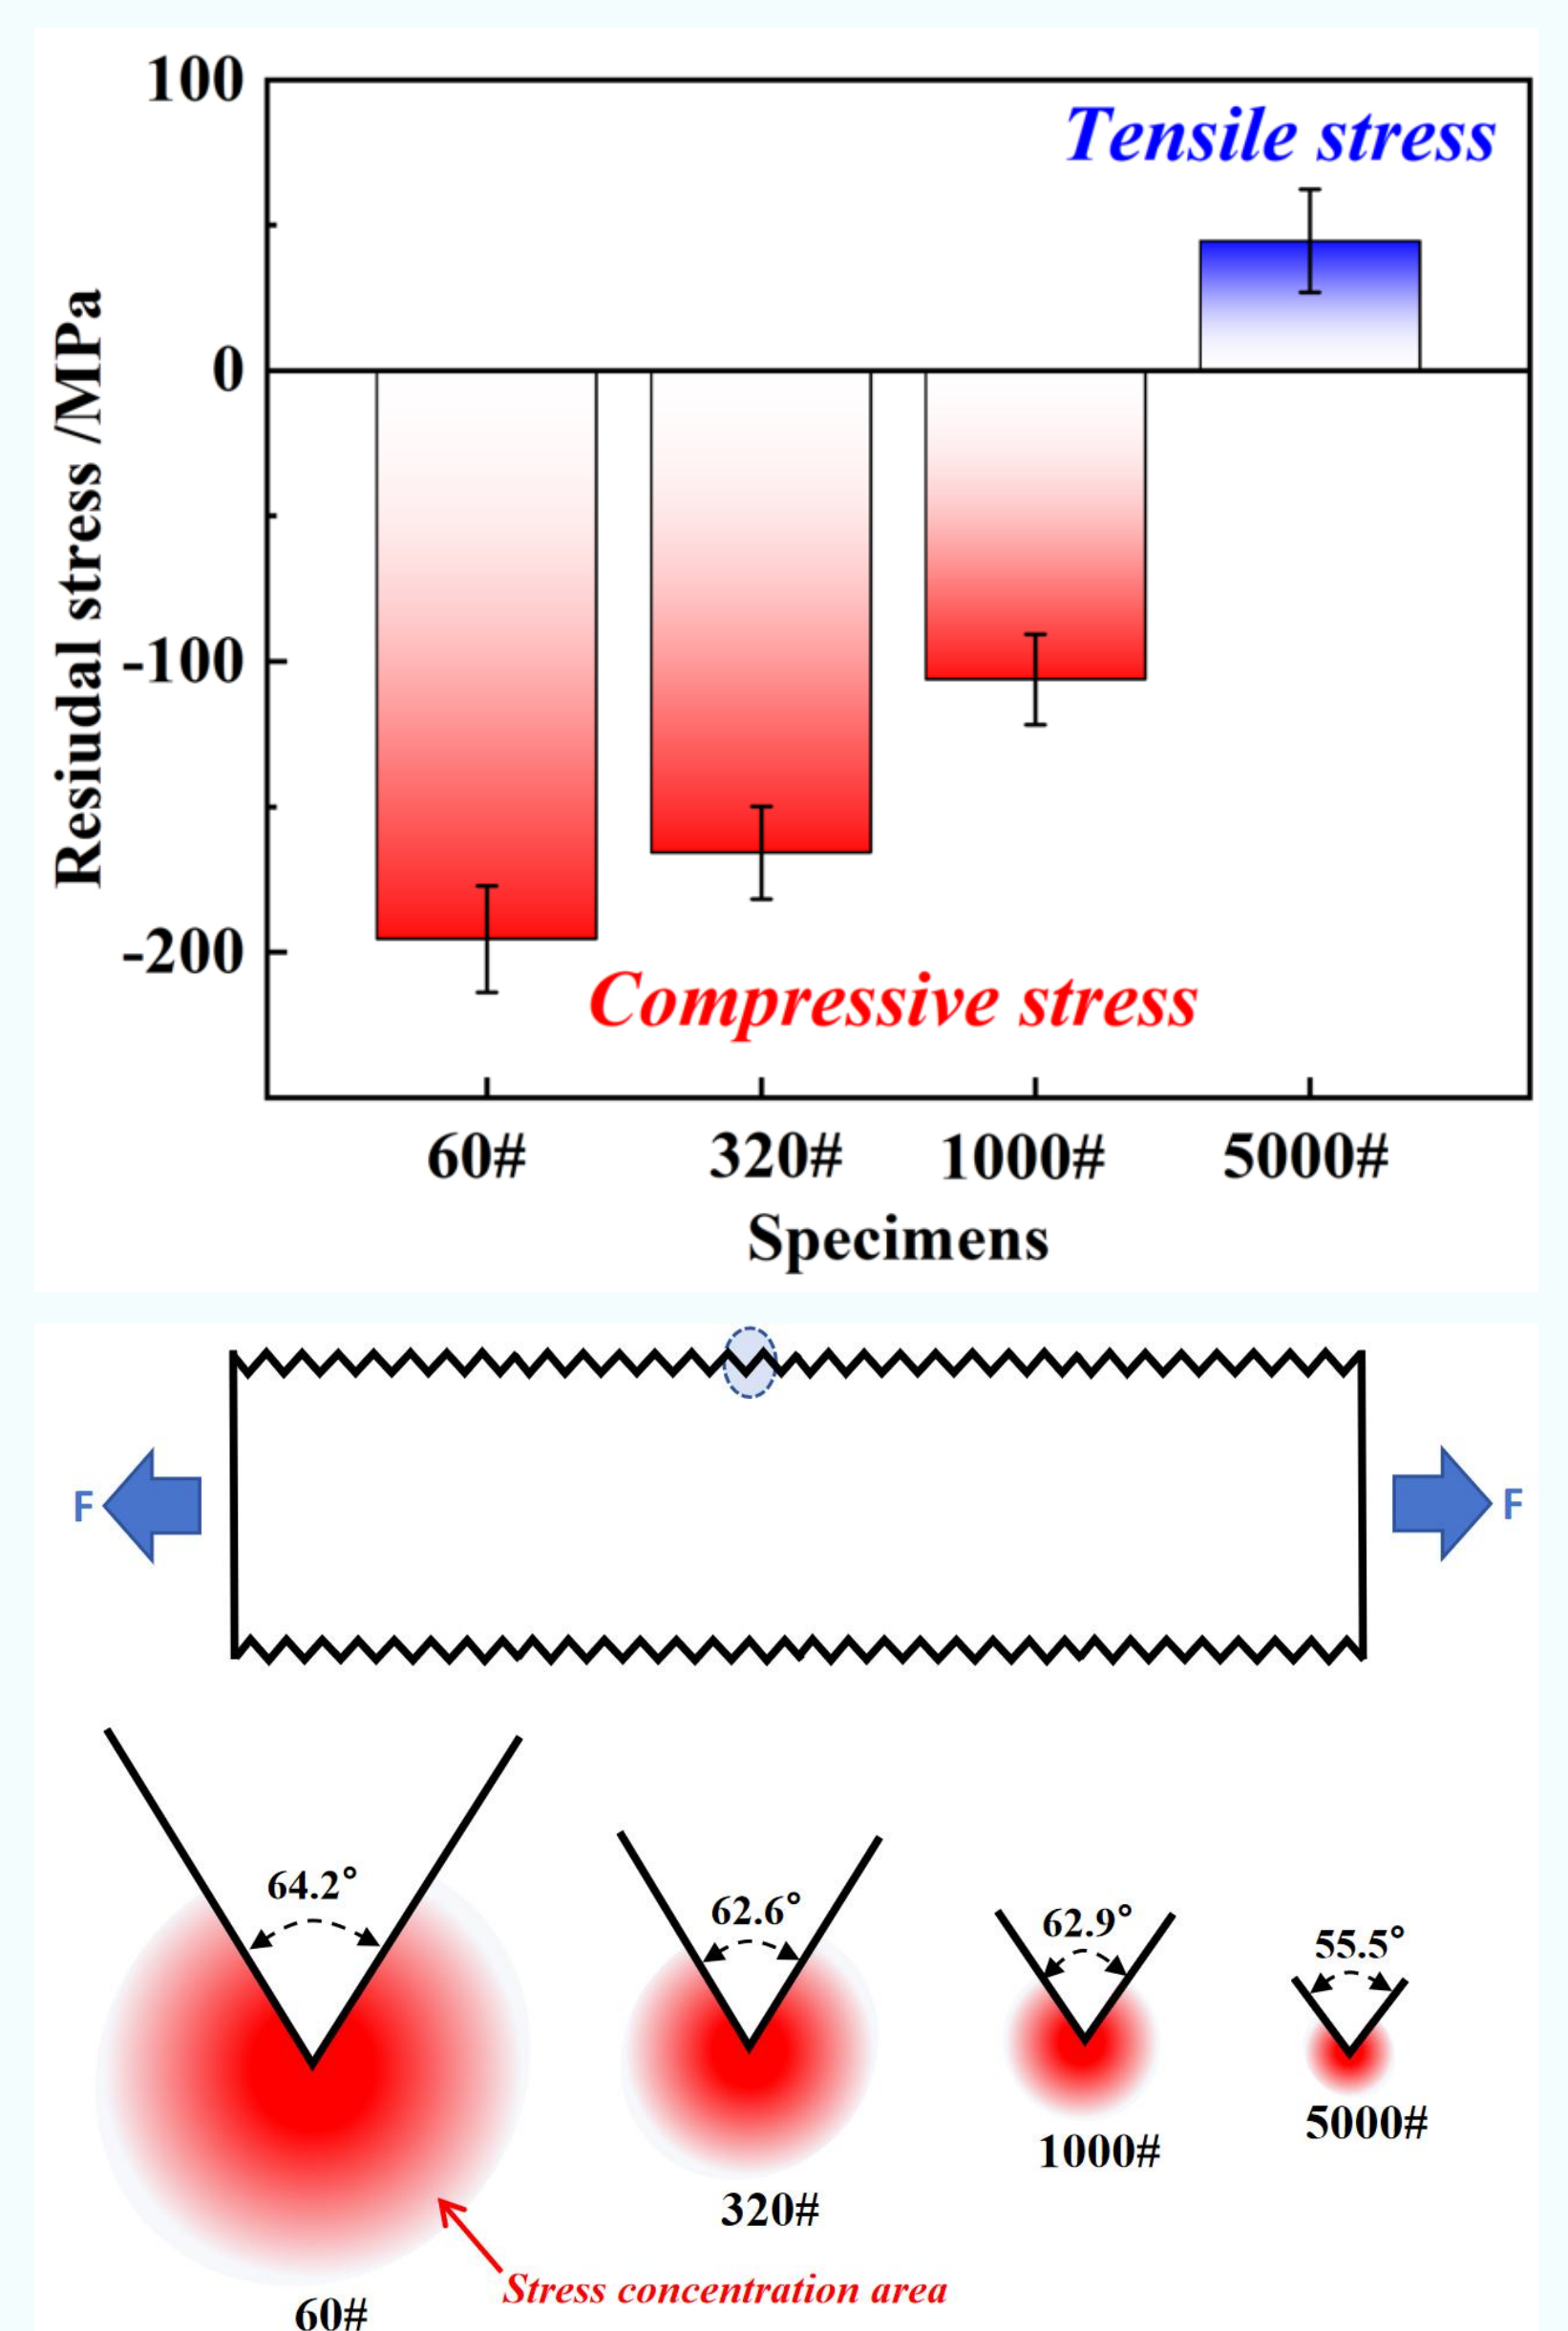 100
Tensile stress
0
Resiudal stress /MPa
-100
-200
Compressive stress
60# 320# 1000# 5000#
Specimens
F F
64.2° 62.6° 62.9° 55.5°
5000#
1000#
320#
Stress concentration area
60#